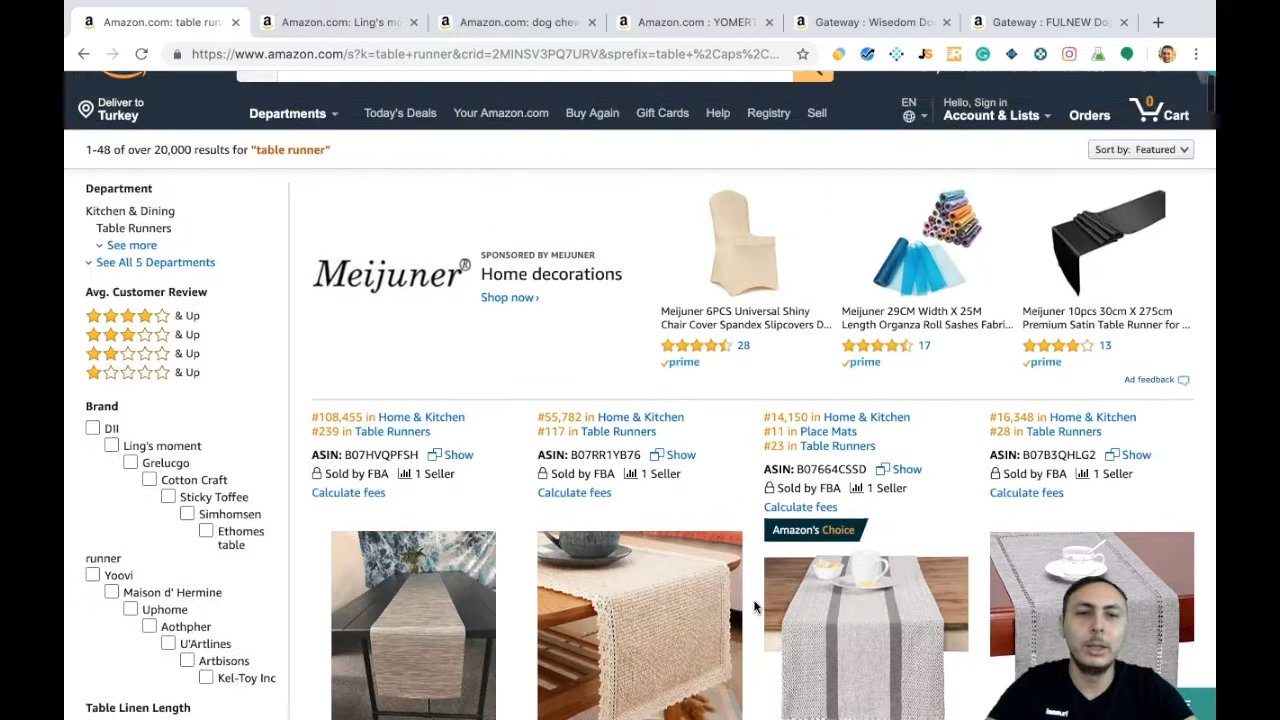 Amazon.com: table run
Amazon.com: Ling's mo
Amazon.com: dog chew
Amazon.com : YOMERT
Gateway : Wisedom Do
Gateway : FULNEW Dog
https://www.amazon.com/s?k=table+runner&crid=2MINSV3PQ7URV&sprefix=table+%2Caps%2C...
JS
Deliver to
Turkey
Departments
Today's Deals
Your Amazon.com
Buy Again
Gift Cards
Help
Registry
Sell
EN
Hello, Sign in
Account & Lists
Orders
0
Cart
1-48 of over 20,000 results for "table runner"
Sort by: Featured
Department
Kitchen & Dining
Table Runners
See more
See All 5 Departments
Avg. Customer Review
& Up
& Up
& Up
& Up
Brand
DII
Ling's moment
Grelucgo
Cotton Craft
Sticky Toffee
Simhomsen
Ethomes
table
runner
Yoovi
Maison d' Hermine
Uphome
Aothpher
U'Artlines
Artbisons
Kel-Toy Inc
Table Linen Length
Meijuner®
SPONSORED BY MEIJUNER
Home decorations
Shop now›
Meijuner 6PCS Universal Shiny
Chair Cover Spandex Slipcovers D...
28
prime
Meijuner 29CM Width X 25M
Length Organza Roll Sashes Fabri...
17
prime
Meijuner 10pcs 30cm X 275cm
Premium Satin Table Runner for ...
13
prime
Ad feedback
#108,455 in Home & Kitchen
#239 in Table Runners
ASIN: B07HVQPFSH Show
Sold by FBA 1 Seller
Calculate fees
#55,782 in Home & Kitchen
#117 in Table Runners
ASIN: B07RR1YB76 Show
Sold by FBA 1 Seller
Calculate fees
#14,150 in Home & Kitchen
#11 in Place Mats
#23 in Table Runners
ASIN: B07664CSSD Show
Sold by FBA 1 Seller
Calculate fees
Amazon's Choice
#16,348 in Home & Kitchen
#28 in Table Runners
ASIN: B07B3QHLG2 Show
Sold by FBA 1 Seller
Calculate fees